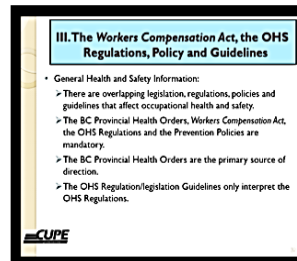 III. The Workers Compensation Act, the OHS
Regulations, Policy and Guidelines
• General Health and Safety Information:
➢There are overlapping legislation, regulations, policies and
guidelines that affect occupational health and safety.
➢The BC Provincial Health Orders, Workers Compensation Act,
the OHS Regulations and the Prevention Policies are
mandatory.
➢The BC Provincial Health Orders are the primary source of
direction.
➢The OHS Regulation/legislation Guidelines only interpret the
OHS Regulations.
CUPE